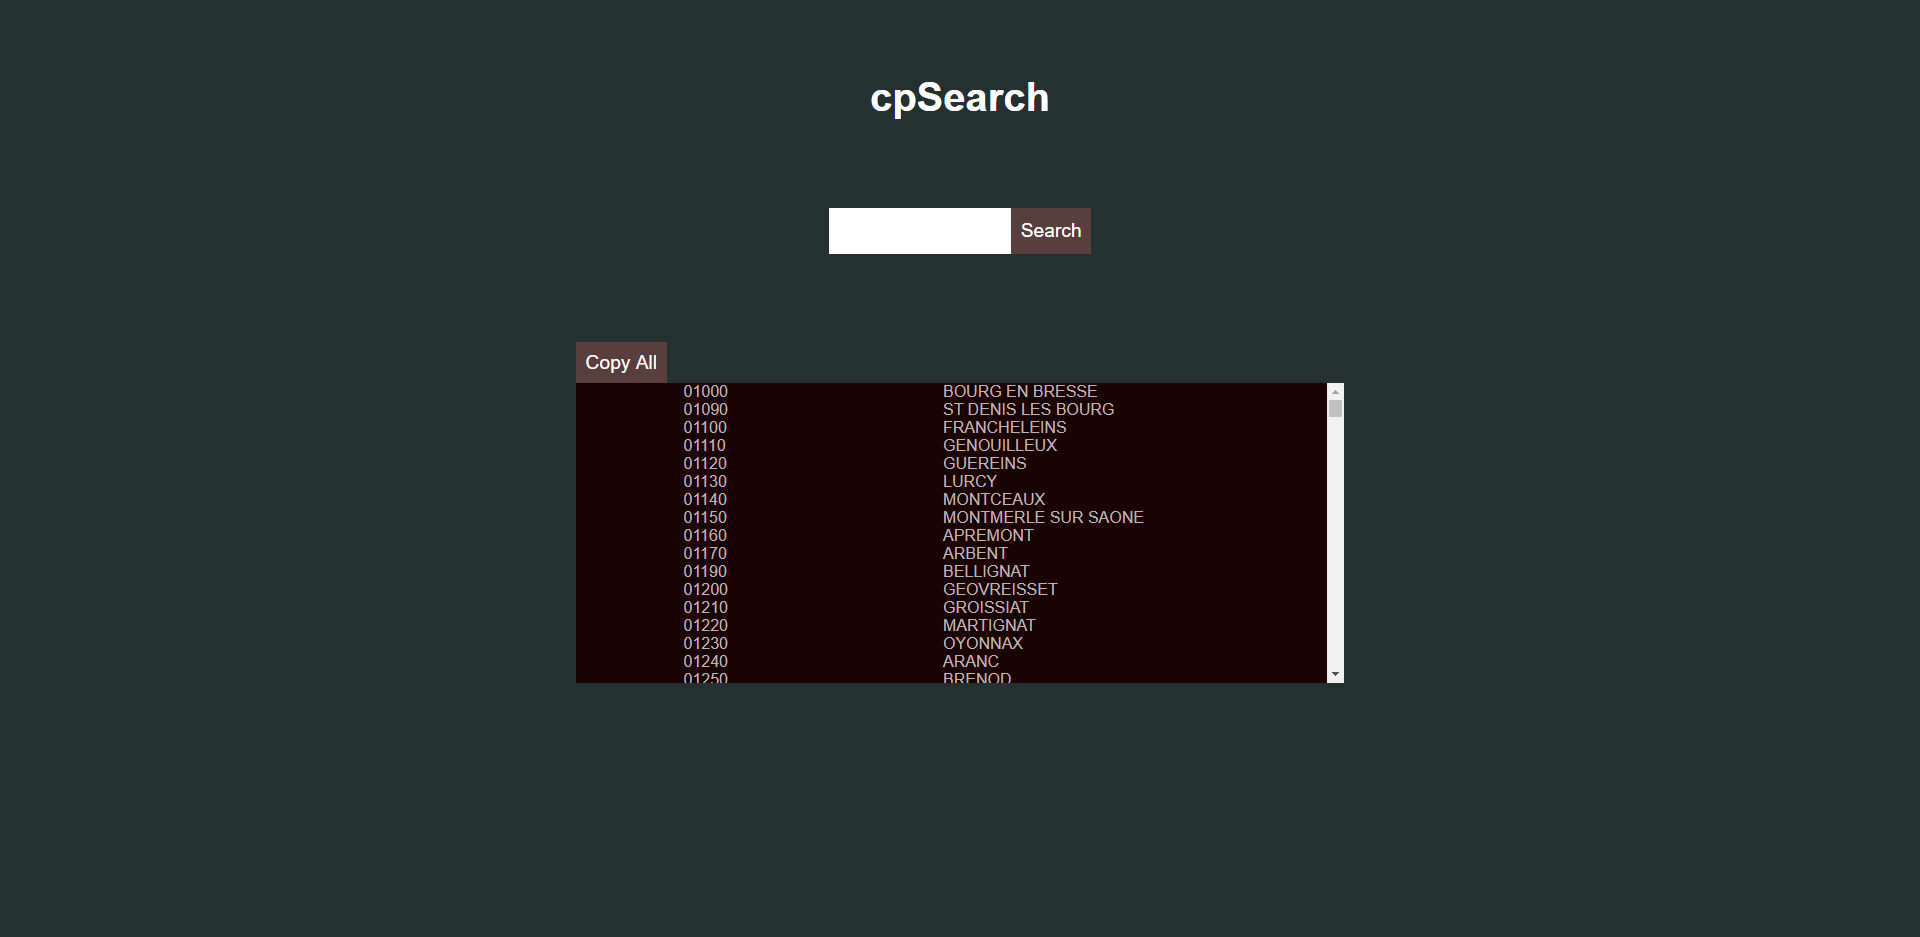 cpSearch
Search
Copy All
01000 BOURG EN BRESSE
01090 ST DENIS LES BOURG
01100 FRANCHELEINS
01110 GENOUILLEUX
01120 GUEREINS
01130 LURCY
01140 MONTCEAUX
01150 MONTMERLE SUR SAONE
01160 APREMONT
01170 ARBENT
01190 BELLIGNAT
01200 GEOVREISSET
01210 GROISSIAT
01220 MARTIGNAT
01230 OYONNAX
01240 ARANC
01250 BRENOD